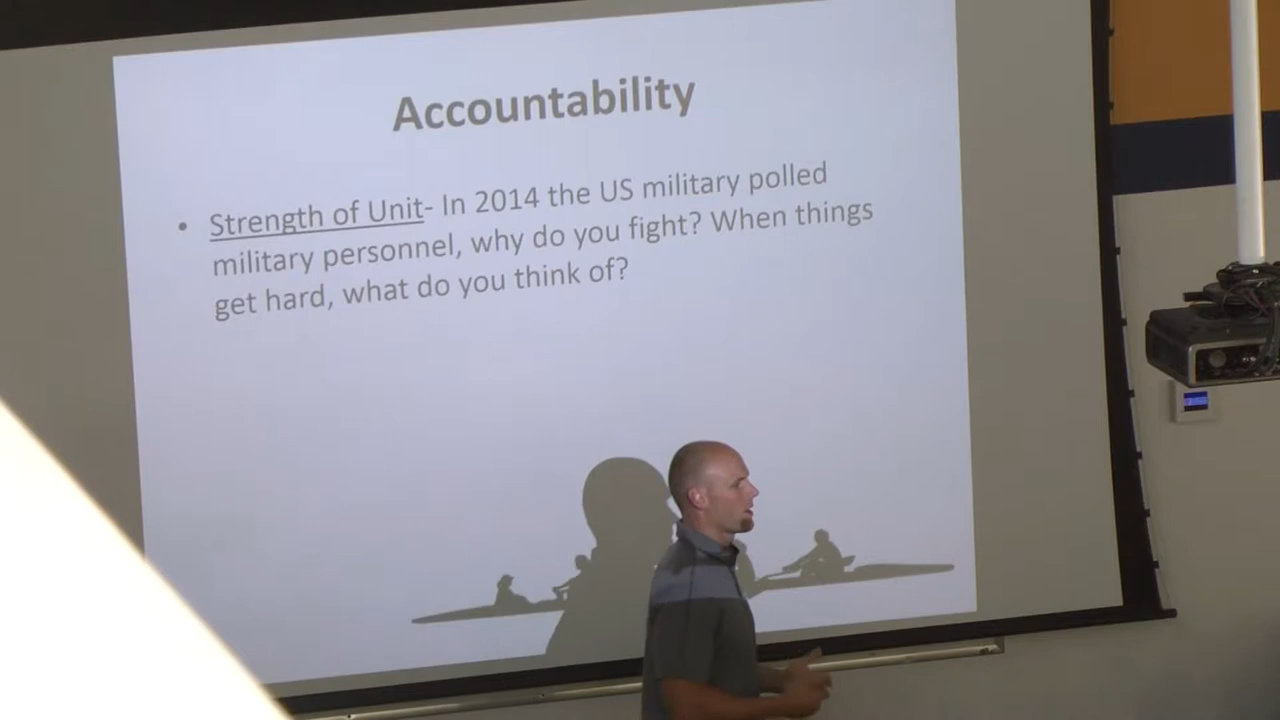 Accountability
• Strength of Unit- In 2014 the US military polled
military personnel, why do you fight? When things
get hard, what do you think of?